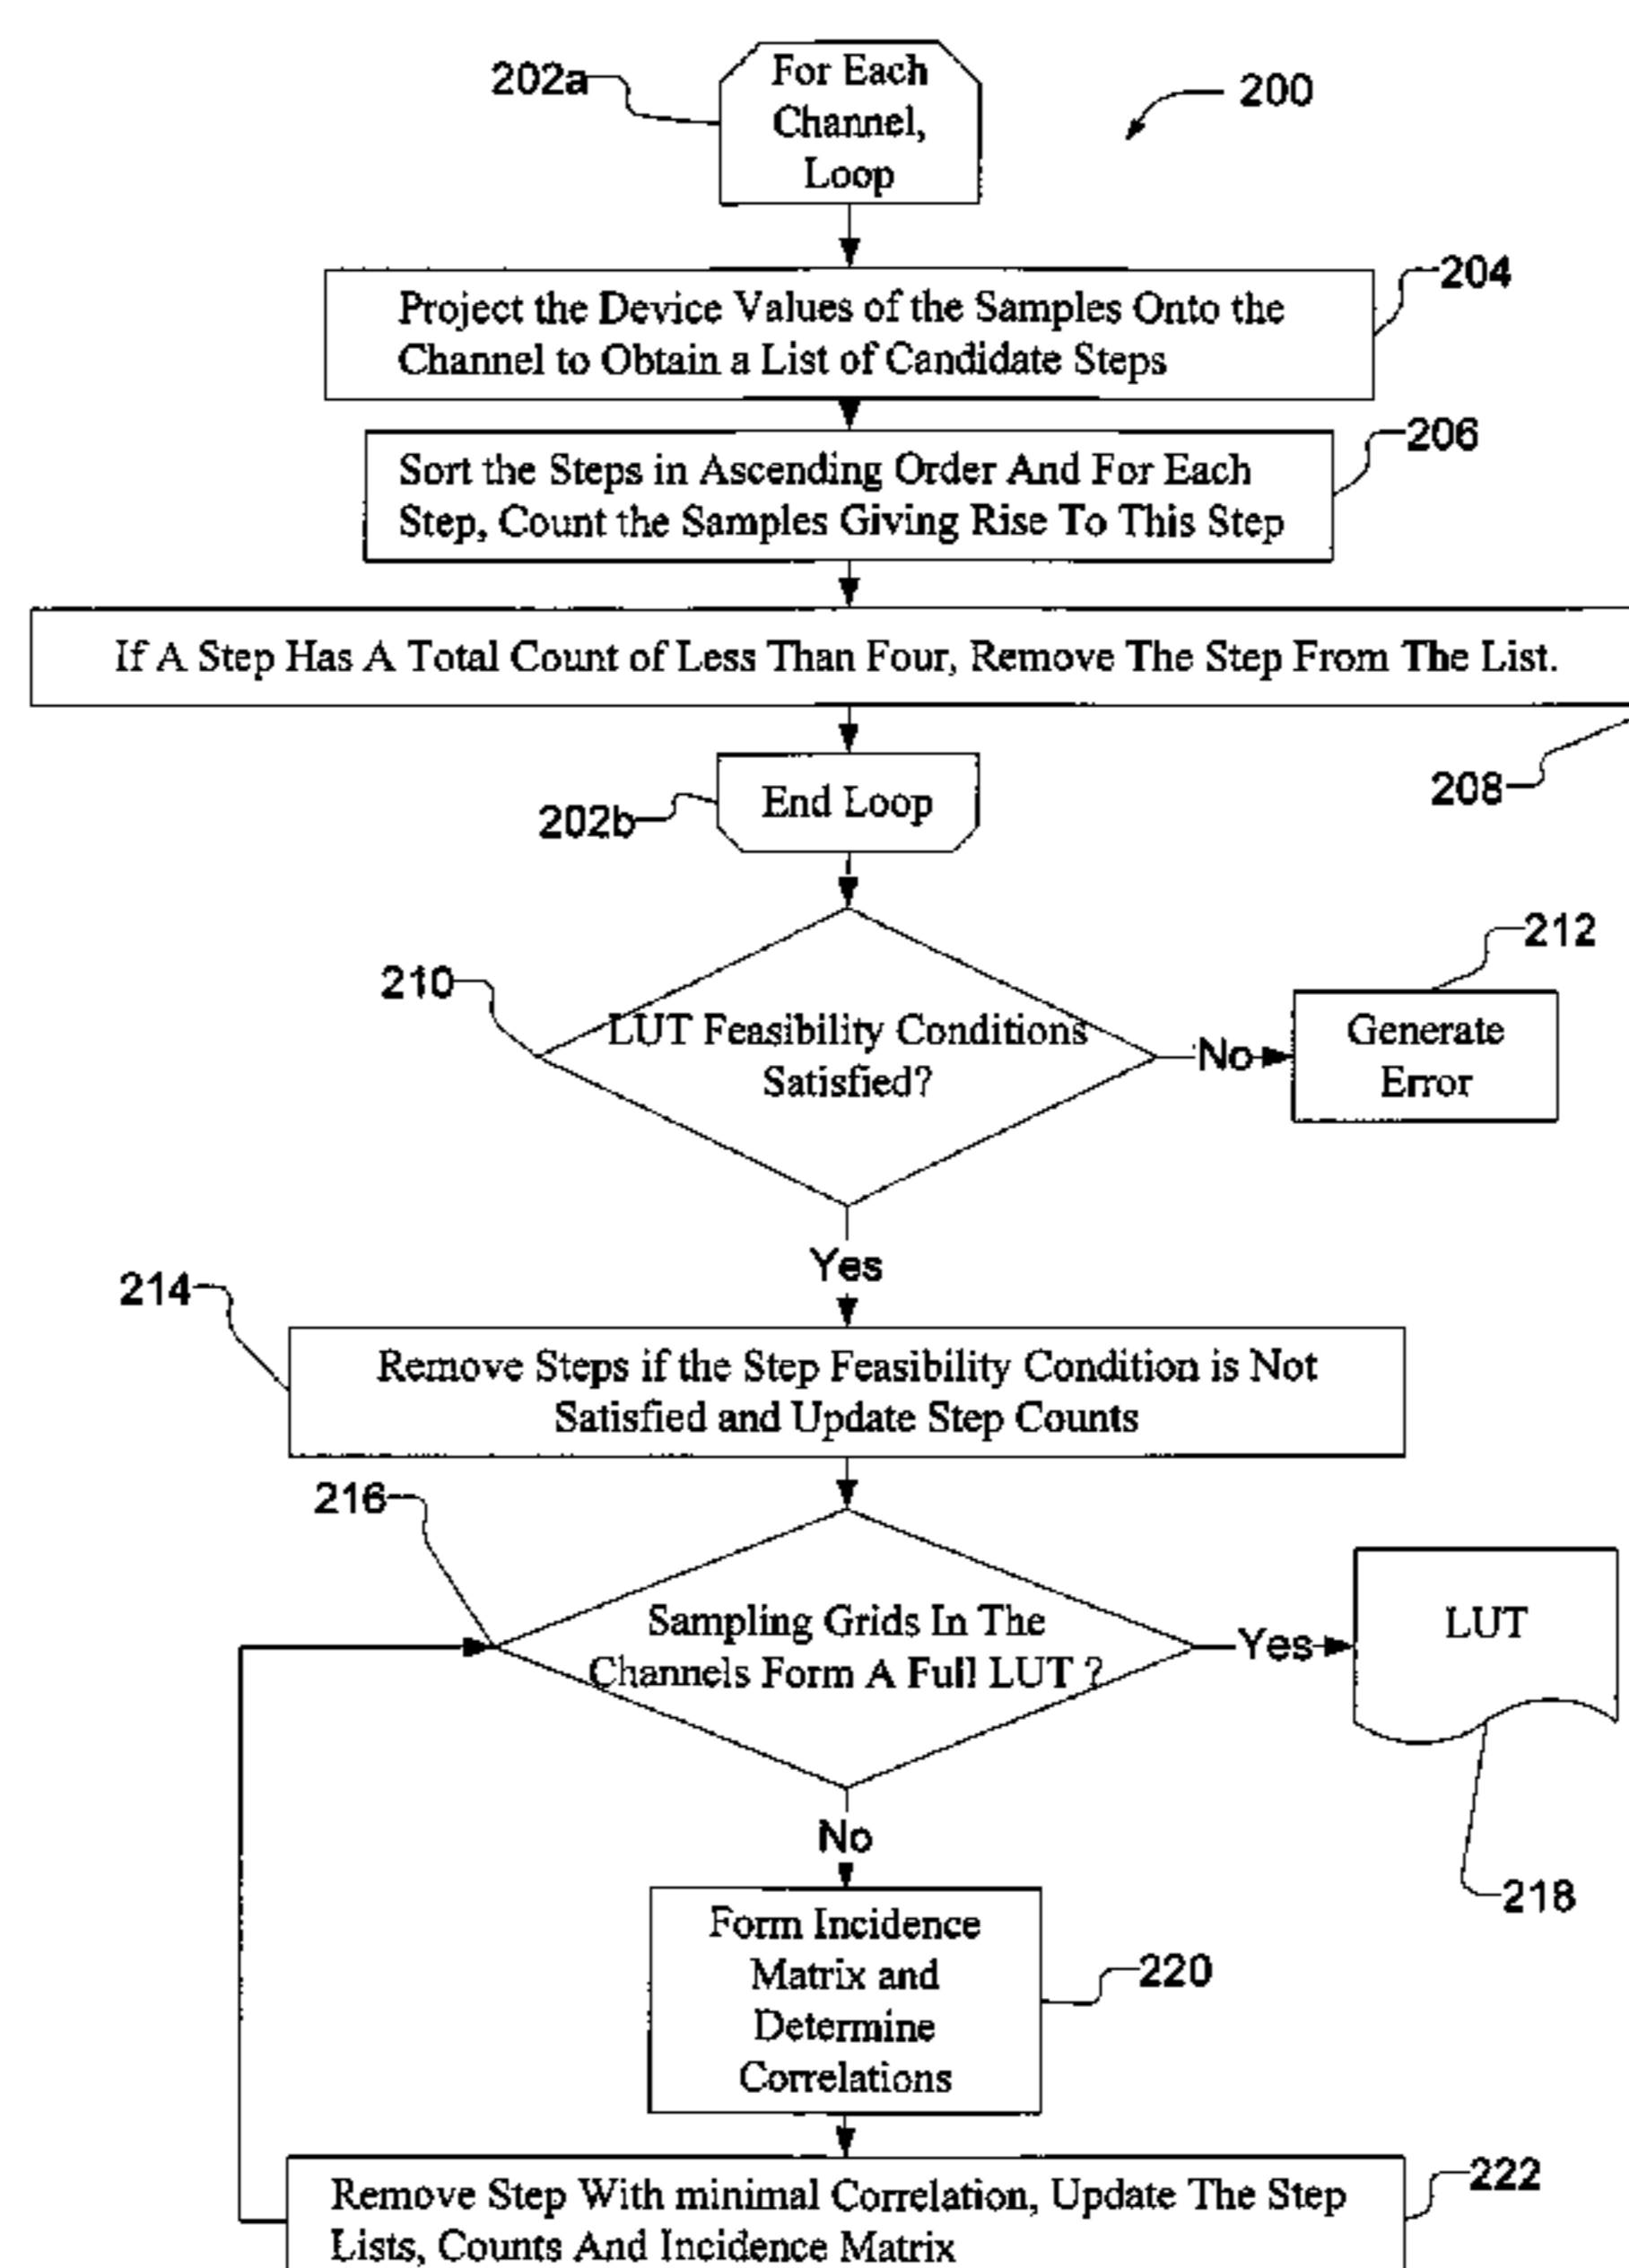 202a
For Each
Channel,
Loop
200
204
Project the Device Values of the Samples Onto the
Channel to Obtain a List of Candidate Steps
206
Sort the Steps in Ascending Order And For Each
Step, Count the Samples Giving Rise To This Step
If A Step Has A Total Count of Less Than Four, Remove The Step From The List.
208
202b
End Loop
210
LUT Feasibility Conditions
Satisfied?
No
212
Generate
Error
Yes
214
Remove Steps if the Step Feasibility Condition is Not
Satisfied and Update Step Counts
216
Sampling Grids In The
Channels Form A Full LUT ?
Yes
LUT
218
No
Form Incidence
Matrix and
Determine
Correlations
220
222
Remove Step With minimal Correlation, Update The Step
Lists, Counts And Incidence Matrix